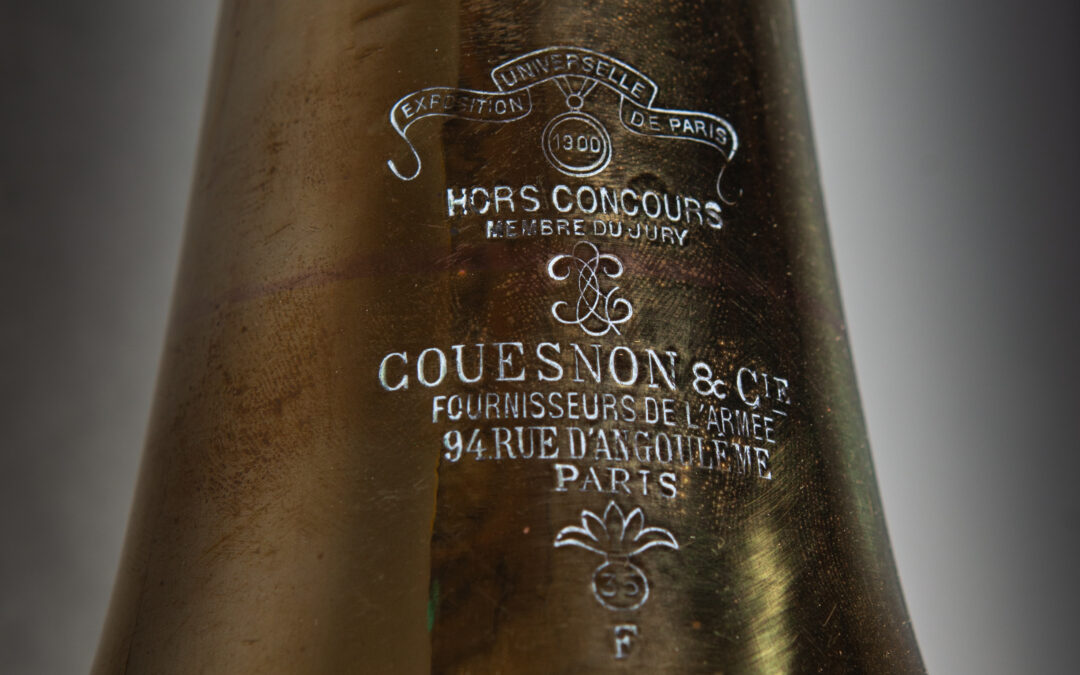 EXPOSITION UNIVERSELLE DE PARIS
1900
HORS CONCOURS
MEMBRE DU JURY
COUESNON & CIE
FOURNISSEURS DE L'ARMÉE
94.RUE D'ANGOULÊME
PARIS
35
F